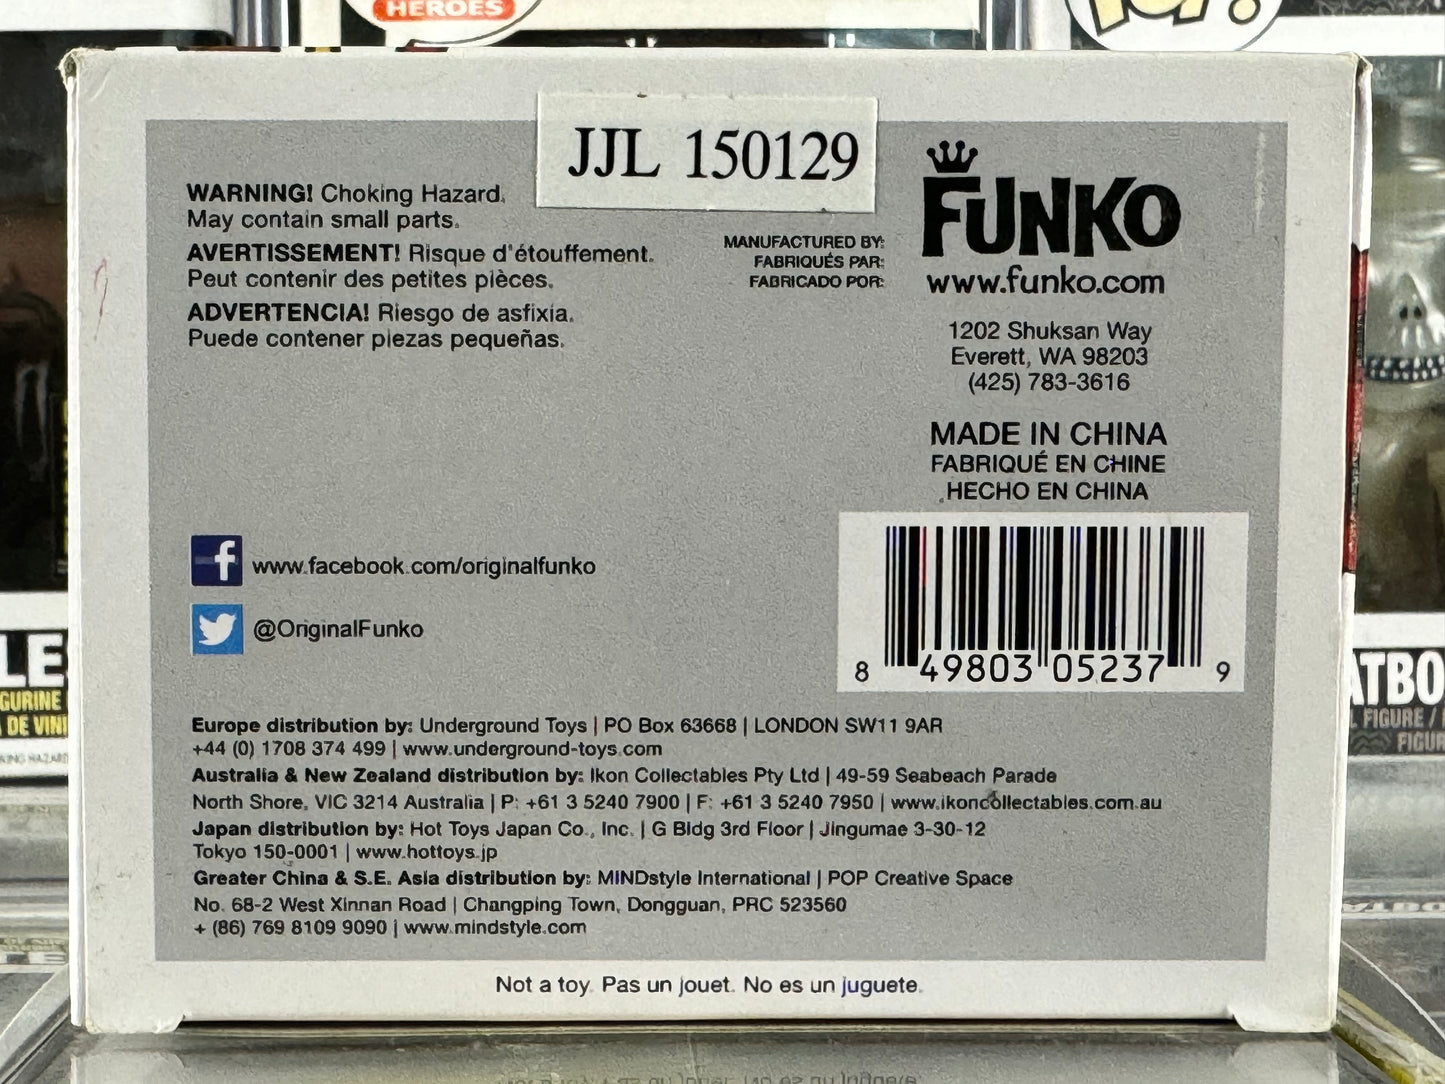 HEROES
JJL 150129
WARNING! Choking Hazard.
May contain small parts.
AVERTISSEMENT! Risque d'étouffement.
Peut contenir des petites pièces.
ADVERTENCIA! Riesgo de asfixia.
Puede contener piezas pequeñas.
MANUFACTURED BY:
FABRIQUÉS PAR:
FABRICADO POR:
FUNKO
www.funko.com
1202 Shuksan Way
Everett, WA 98203
(425) 783-3616
MADE IN CHINA
FABRIQUÉ EN CHINE
HECHO EN CHINA
8 49803 05237 9
f www.facebook.com/originalfunko
@OriginalFunko
Europe distribution by: Underground Toys | PO Box 63668 | LONDON SW11 9AR
+44 (0) 1708 374 499 | www.underground-toys.com
Australia & New Zealand distribution by: Ikon Collectables Pty Ltd | 49-59 Seabeach Parade
North Shore, VIC 3214 Australia | P: +61 3 5240 7900 | F: +61 3 5240 7950 | www.ikoncollectables.com.au
Japan distribution by: Hot Toys Japan Co., Inc. | G Bldg 3rd Floor | Jingumae 3-30-12
Tokyo 150-0001 | www.hottoys.jp
Greater China & S.E. Asia distribution by: MINDstyle International | POP Creative Space
No. 68-2 West Xinnan Road | Changping Town, Dongguan, PRC 523560
+ (86) 769 8109 9090 | www.mindstyle.com
Not a toy. Pas un jouet. No es un juguete.
LE
GURINE
DE VIN
ATBO
FIGURE /
FIGUR